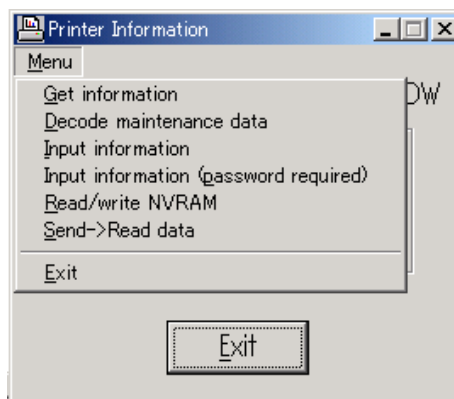 Printer Information
Menu
Get information
DW
Decode maintenance data
Input information
Input information (password required)
Read/write NVRAM
Send->Read data
Exit
Exit